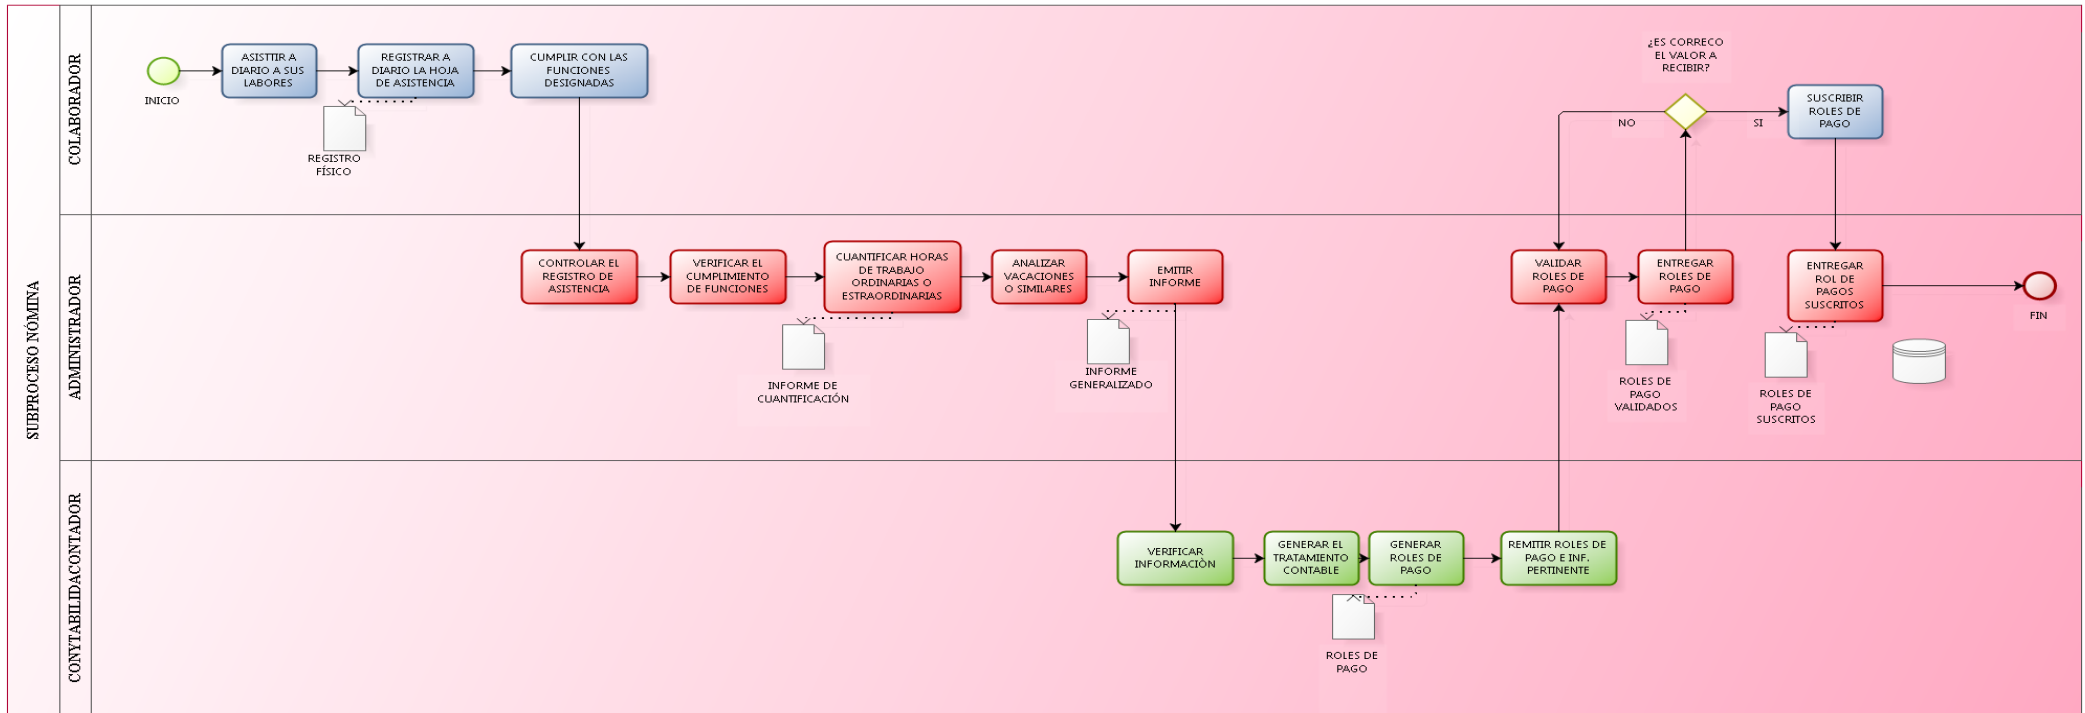 SUBPROCESO NÓMINA
COLABORADOR
INICIO
ASISTTIR A
DIARIO A SUS
LABORES
REGISTRAR A
DIARIO LA HOJA
DE ASISTENCIA
REGISTRO
FÍSICO
CUMPLIR CON LAS
FUNCIONES
DESIGNADAS
¿ES CORRECO
EL VALOR A
RECIBIR?
NO
SI
SUSCRIBIR
ROLES DE
PAGO
ADMINISTRADOR
CONTROLAR EL
REGISTRO DE
ASISTENCIA
VERIFICAR EL
CUMPLIMIENTO
DE FUNCIONES
CUANTIFICAR HORAS
DE TRABAJO
ORDINARIAS O
ESTRAORDINARIAS
INFORME DE
CUANTIFICACIÓN
ANALIZAR
VACACIONES
O SIMILARES
EMITIR
INFORME
INFORME
GENERALIZADO
VALIDAR
ROLES DE
PAGO
ENTREGAR
ROLES DE
PAGO
ROLES DE
PAGO
VALIDADOS
ENTREGAR
ROL DE
PAGOS
SUSCRITOS
ROLES DE
PAGO
SUSCRITOS
FIN
CONYTABILIDACONTADOR
VERIFICAR
INFORMACIÒN
GENERAR EL
TRATAMIENTO
CONTABLE
GENERAR
ROLES DE
PAGO
ROLES DE
PAGO
REMITIR ROLES DE
PAGO E INF.
PERTINENTE